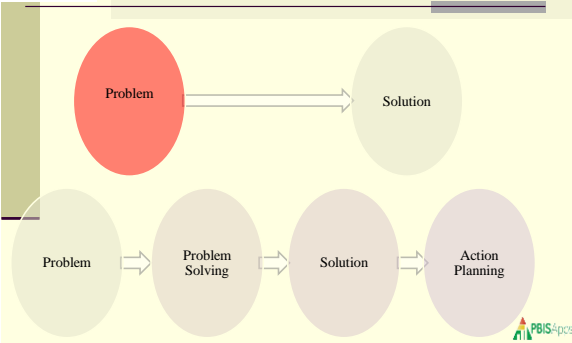 Problem
Solution
Problem
Problem
Solving
Solution
Action
Planning
PBISApps